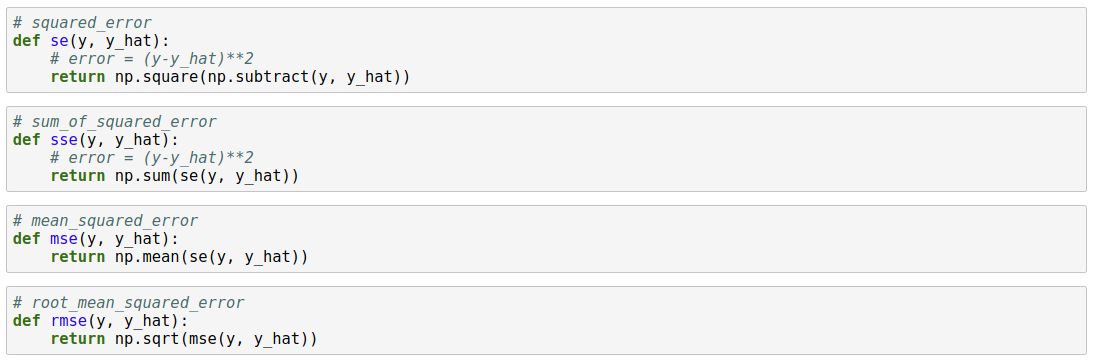 # squared_error
def se(y, y_hat):
    # error = (y-y_hat)**2
    return np.square(np.subtract(y, y_hat))
# sum_of_squared_error
def sse(y, y_hat):
    # error = (y-y_hat)**2
    return np.sum(se(y, y_hat))
# mean_squared_error
def mse(y, y_hat):
    return np.mean(se(y, y_hat))
# root_mean_squared_error
def rmse(y, y_hat):
    return np.sqrt(mse(y, y_hat))